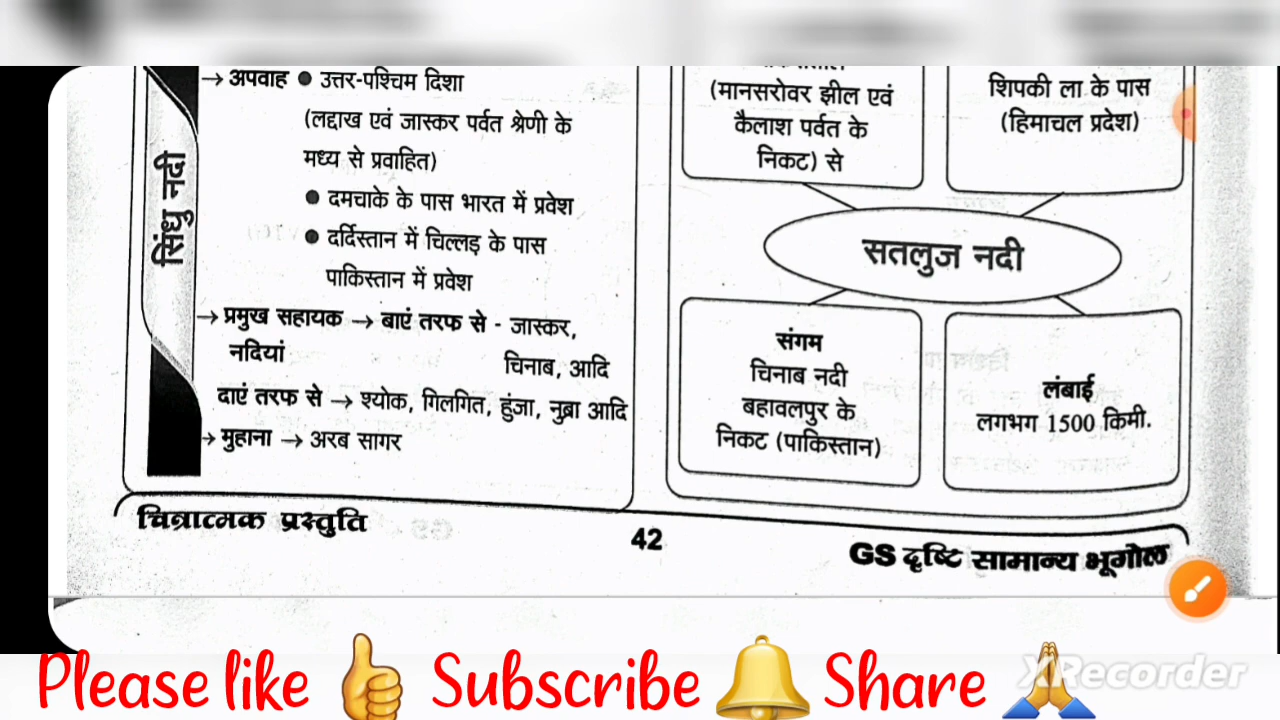 सिंधु नदी
→ अपवाह ● उत्तर-पश्चिम दिशा
(लद्दाख एवं जास्कर पर्वत श्रेणी के
मध्य से प्रवाहित)
● दमचाके के पास भारत में प्रवेश
● दर्दिस्तान में चिल्लड़ के पास
पाकिस्तान में प्रवेश
→ प्रमुख सहायक → बाएं तरफ से - जास्कर,
नदियां चिनाब, आदि
दाएं तरफ से → श्योक, गिलगित, हुंजा, नुब्रा आदि
→ मुहाना → अरब सागर
(मानसरोवर झील एवं
कैलाश पर्वत के
निकट) से
शिपकी ला के पास
(हिमाचल प्रदेश)
सतलुज नदी
संगम
चिनाब नदी
बहावलपुर के
निकट (पाकिस्तान)
लंबाई
लगभग 1500 किमी.
चित्रात्मक प्रस्तुति
42
GS दृष्टि सामान्य भूगोल
Please like Subscribe Share
XRecorder